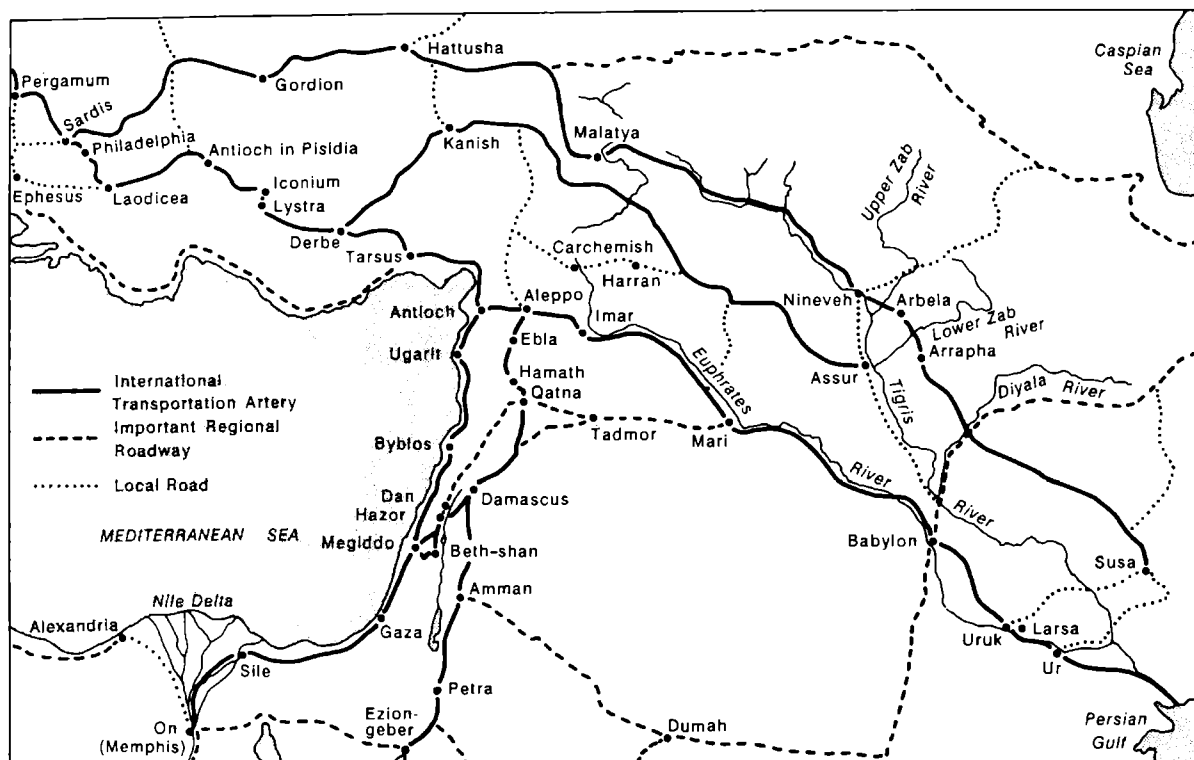 Caspian
Sea
Hattusha
Pergamum
Gordion
Sardis
Philadelphia
Kanish
Malatya
Antioch in Pisidia
Upper Zab
River
Ephesus
Laodicea
Iconium
Lystra
Derbe
Tarsus
Carchemish
Harran
Nineveh
Arbela
Antioch
Aleppo
Imar
Lower Zab
River
Ebla
Ugarit
Arrapha
Assur
Euphrates
Tigris
Diyala River
International
Transportation Artery
Important Regional
Roadway
Local Road
Hamath
Qatna
Tadmor
Mari
Byblos
River
River
Dan
Hazor
Damascus
MEDITERRANEAN SEA
Megiddo
Beth-shan
Babylon
Susa
Amman
Nile Delta
Alexandria
Gaza
Uruk
Larsa
Ur
Sile
Petra
On
(Memphis)
Ezion-
geber
Dumah
Persian
Gulf